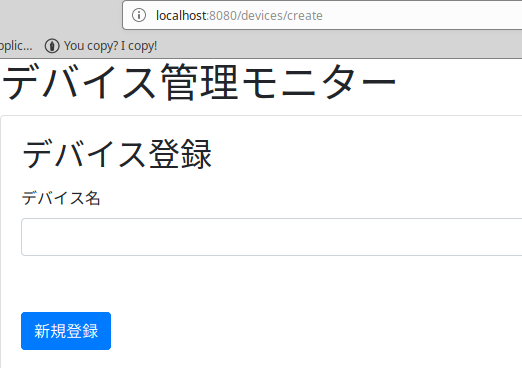 localhost:8080/devices/create
pplic... You copy? I copy!
デバイス管理モニター
デバイス登録
デバイス名
新規登録